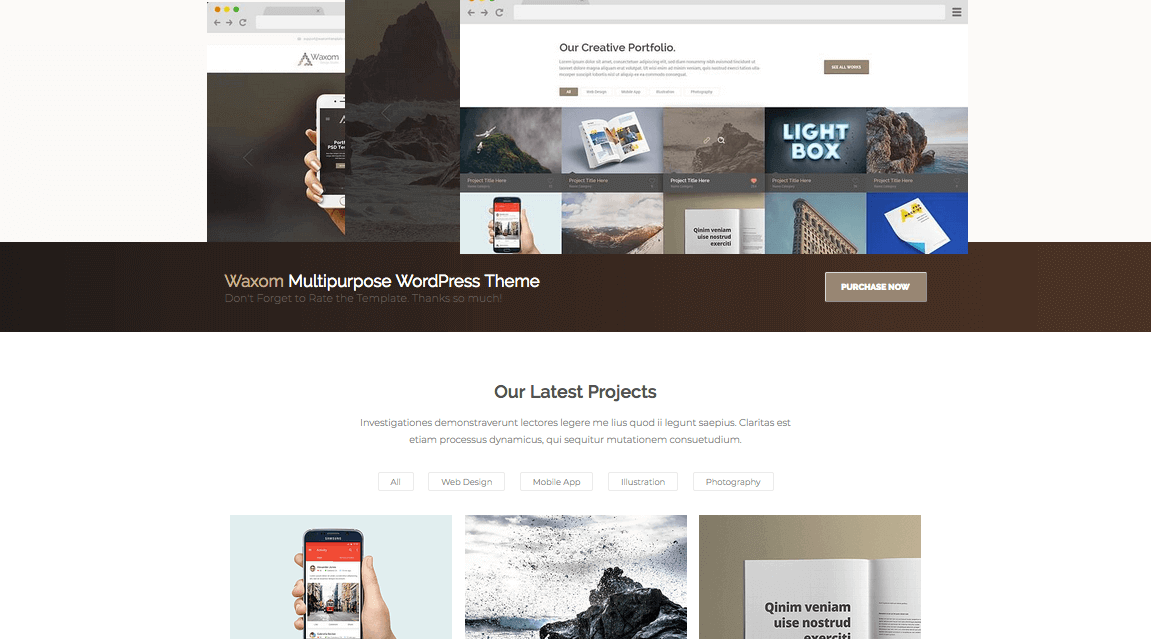 Waxom
Our Creative Portfolio.
SEE ALL WORKS
All
Web Design
Mobile App
Illustration
Photography
LIGHT
BOX
Project Title Here
Project Title Here
Project Title Here
Project Title Here
Project Title Here
Qinim veniam
uise nostrud
exerciti
Waxom Multipurpose WordPress Theme
Don't Forget to Rate the Template. Thanks so much!
PURCHASE NOW
Our Latest Projects
Investigationes demonstraverunt lectores legere me lius quod ii legunt saepius. Claritas est
etiam processus dynamicus, qui sequitur mutationem consuetudium.
All
Web Design
Mobile App
Illustration
Photography
SAMSUNG
Activity
Qinim veniam
uise nostrud
exerciti